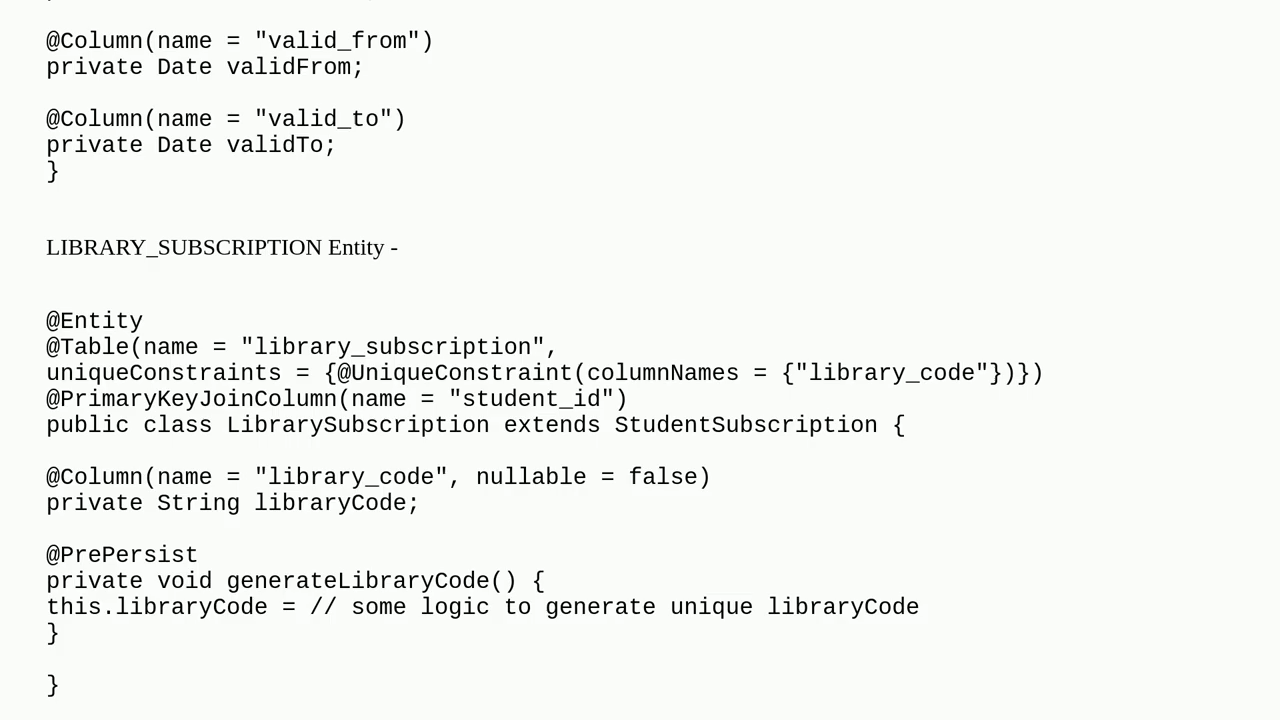 @Column(name = "valid_from")
private Date validFrom;
@Column(name = "valid_to")
private Date validTo;
}
LIBRARY_SUBSCRIPTION Entity -
@Entity
@Table(name = "library_subscription",
uniqueConstraints = {@UniqueConstraint(columnNames = {"library_code"})})
@PrimaryKeyJoinColumn(name = "student_id")
public class LibrarySubscription extends StudentSubscription {
@Column(name = "library_code", nullable = false)
private String libraryCode;
@PrePersist
private void generateLibraryCode() {
this.libraryCode = // some logic to generate unique libraryCode
}
}